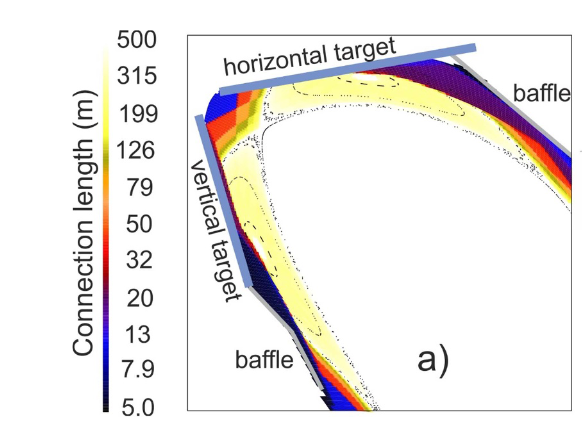 Connection length (m)
500
315
199
126
79
50
32
20
13
7.9
5.0
horizontal target
baffle
vertical target
baffle
a)